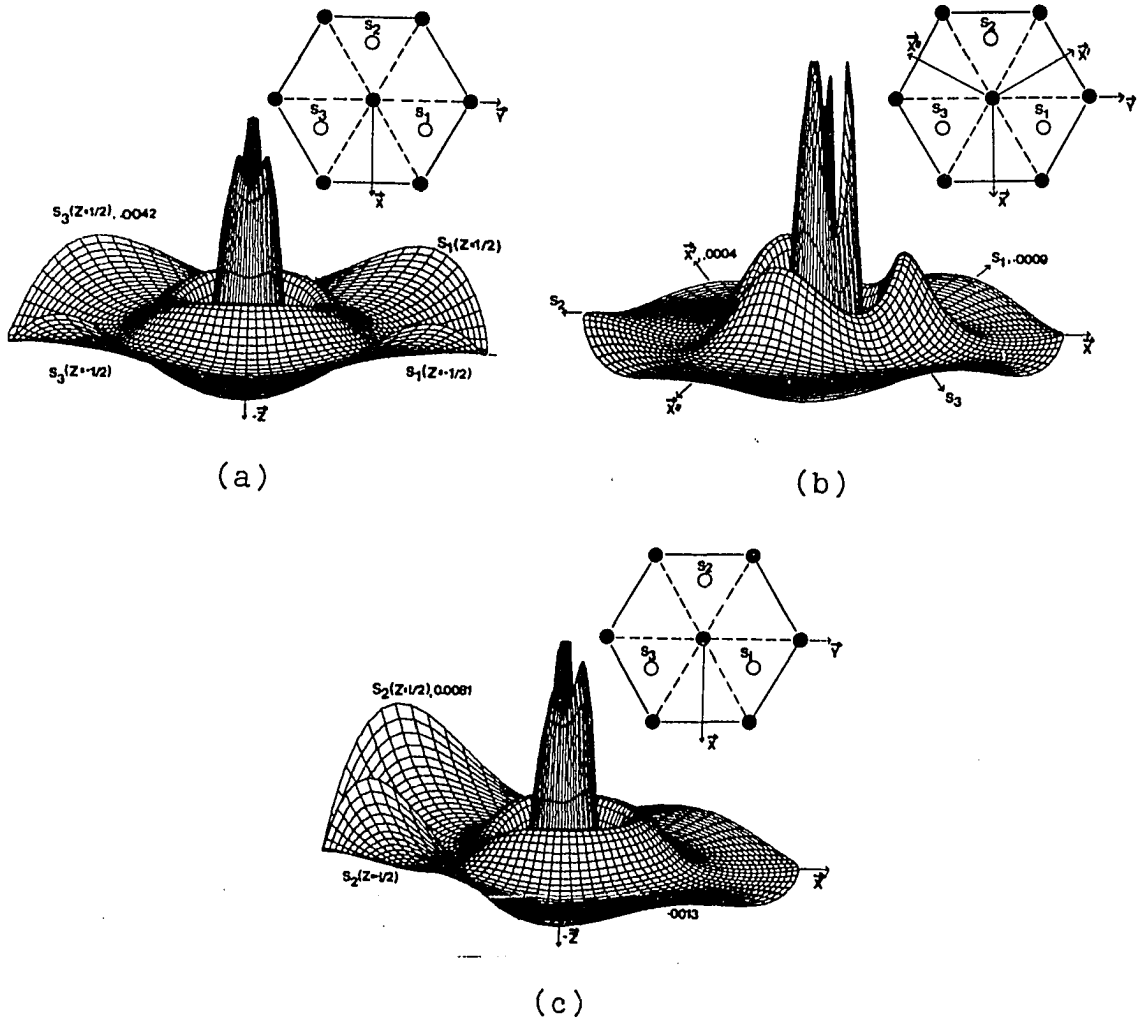 S2
S3
S1
Y
X
S3(Z=1/2), .0042
S1(Z=1/2)
S3(Z=-1/2)
S1(Z=-1/2)
-Z
(a)
S2
X"
X'
S3
S1
Y
X
X', .0004
S1, .0009
S2
X
X"
S3
(b)
S2
S3
S1
Y
X
S2(Z=1/2), 0.0081
S2(Z=-1/2)
X
.0013
-Z
(c)